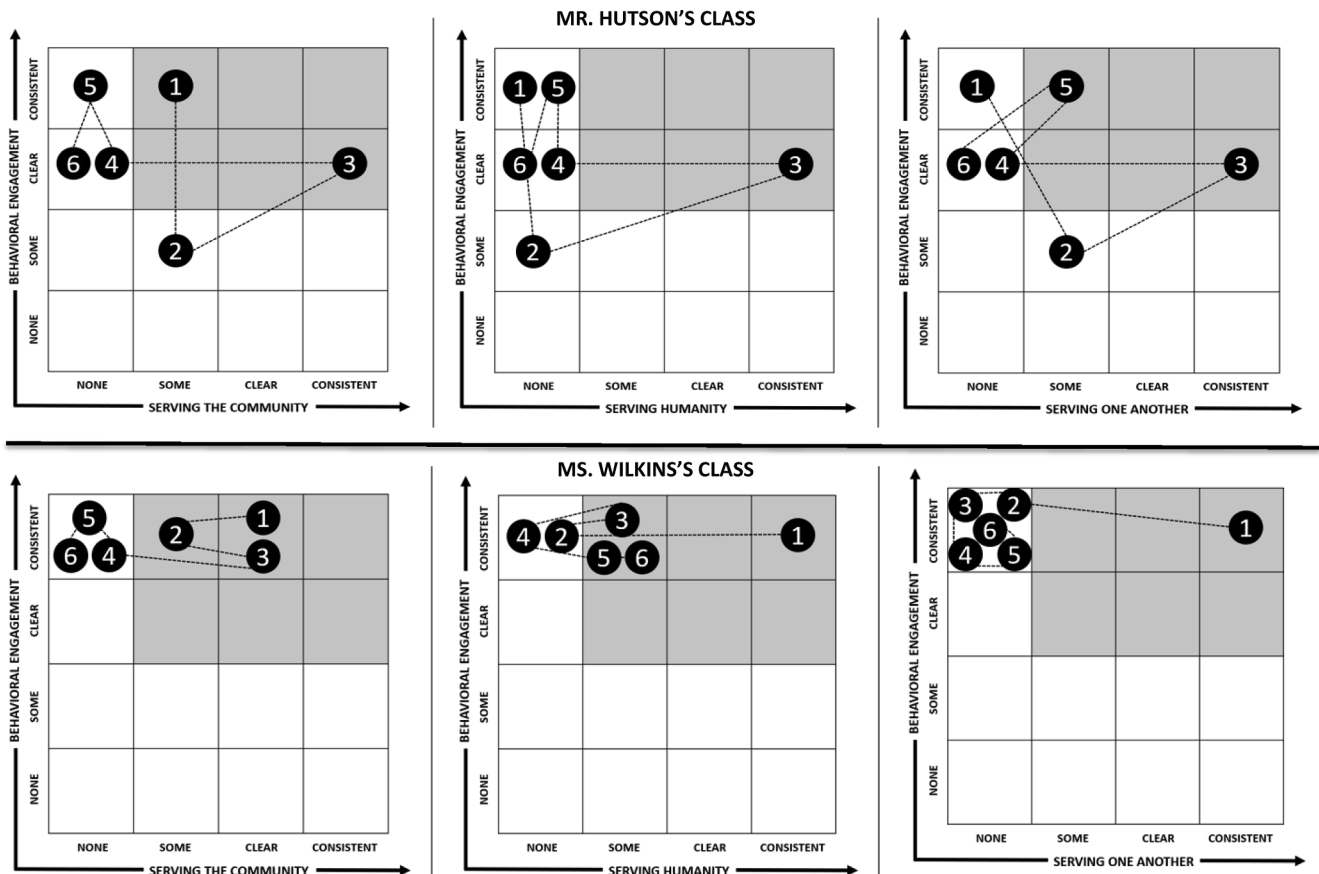 MR. HUTSON'S CLASS
BEHAVIORAL ENGAGEMENT
CONSISTENT
CLEAR
SOME
NONE
5
1
6
4
3
2
NONE SOME CLEAR CONSISTENT
SERVING THE COMMUNITY
BEHAVIORAL ENGAGEMENT
CONSISTENT
CLEAR
SOME
NONE
1
5
6
4
3
2
NONE SOME CLEAR CONSISTENT
SERVING HUMANITY
BEHAVIORAL ENGAGEMENT
CONSISTENT
CLEAR
SOME
NONE
1
5
6
4
3
2
NONE SOME CLEAR CONSISTENT
SERVING ONE ANOTHER
MS. WILKINS'S CLASS
BEHAVIORAL ENGAGEMENT
CONSISTENT
CLEAR
SOME
NONE
5
2
1
6
4
3
NONE SOME CLEAR CONSISTENT
SERVING THE COMMUNITY
BEHAVIORAL ENGAGEMENT
CONSISTENT
CLEAR
SOME
NONE
4
2
3
1
5
6
NONE SOME CLEAR CONSISTENT
SERVING HUMANITY
BEHAVIORAL ENGAGEMENT
CONSISTENT
CLEAR
SOME
NONE
3
2
6
1
4
5
NONE SOME CLEAR CONSISTENT
SERVING ONE ANOTHER